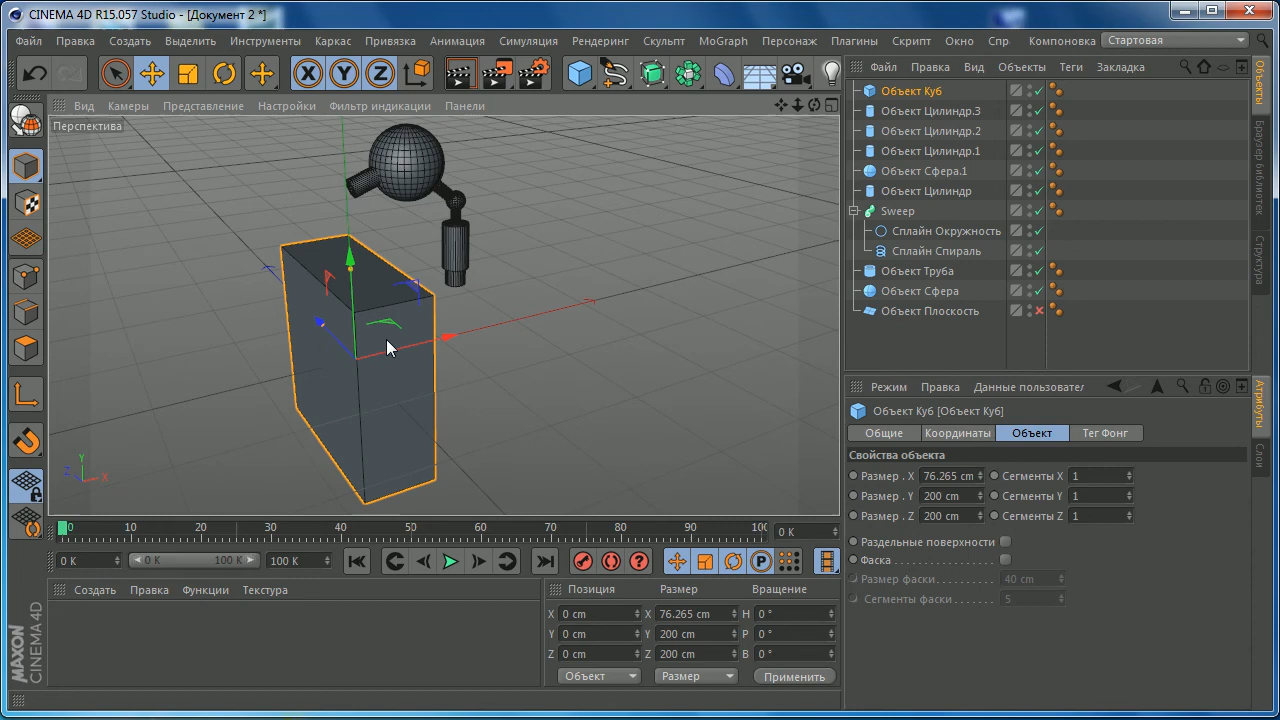 CINEMA 4D R15.057 Studio - [Документ 2 *]
Файл Правка Создать Выделить Инструменты Каркас Привязка Анимация Симуляция Рендеринг Скульпт MoGraph Персонаж Плагины Скрипт Окно Спр Компоновка Стартовая
X Y Z
Файл Правка Вид Объекты Теги Закладка
Вид Камеры Представление Настройки Фильтр индикации Панели
Перспектива
Объект Куб
Объект Цилиндр.3
Объект Цилиндр.2
Объект Цилиндр.1
Объект Сфера.1
Объект Цилиндр
Sweep
Сплайн Окружность
Сплайн Спираль
Объект Труба
Объект Сфера
Объект Плоскость
Объекты
Браузер библиотек
Структура
Y
Z X
Режим Правка Данные пользовател
Объект Куб [Объект Куб]
Общие Координаты Объект Тег Фонг
Свойства объекта
Размер . X 76.265 cm Сегменты X 1
Размер . Y 200 cm Сегменты Y 1
Размер . Z 200 cm Сегменты Z 1
Раздельные поверхности
Фаска
Размер фаски 40 cm
Сегменты фаски 5
Атрибуты
Слои
0 10 20 30 40 50 60 70 80 90 100 0 K
0 K 0 K 100 K 100 K P
Создать Правка Функции Текстура
Позиция Размер Вращение
X 0 cm X 76.265 cm H 0 °
Y 0 cm Y 200 cm P 0 °
Z 0 cm Z 200 cm B 0 °
Объект Размер Применить
MAXON
CINEMA 4D